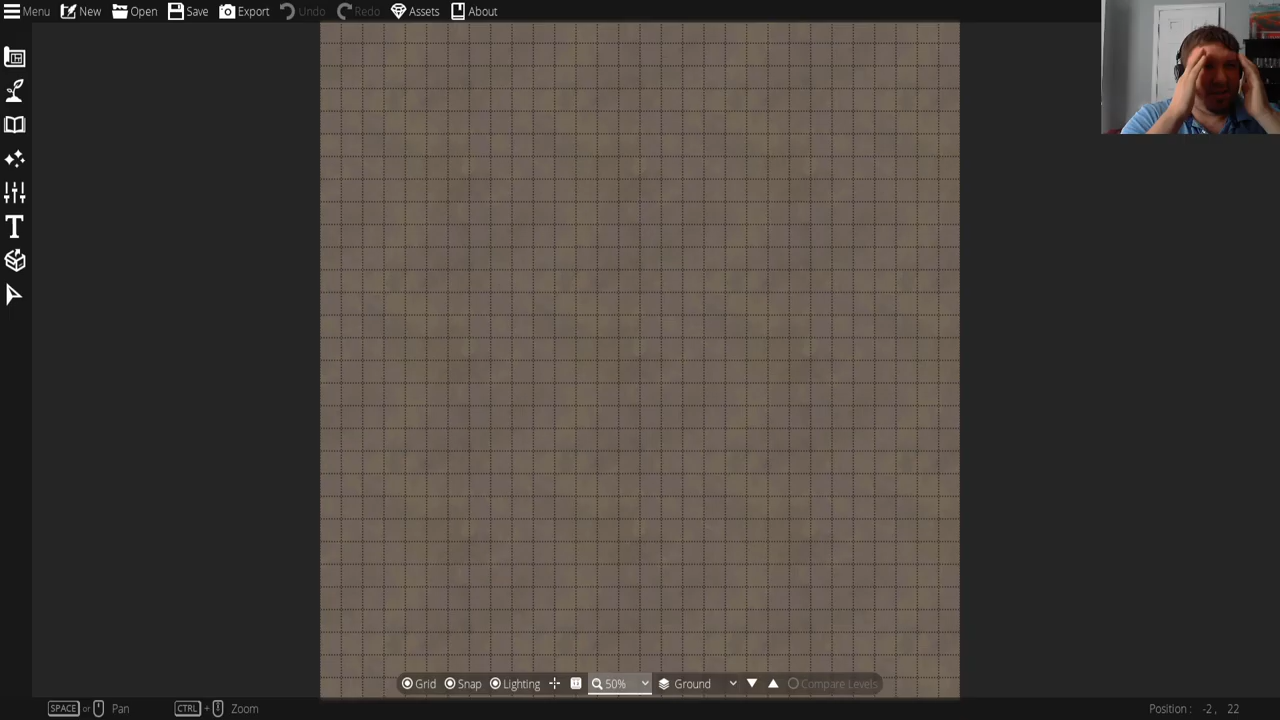 Menu New Open Save Export Undo Redo Assets About
Grid Snap Lighting 50% Ground Compare Levels
SPACE or Pan CTRL + Zoom Position : -2 , 22